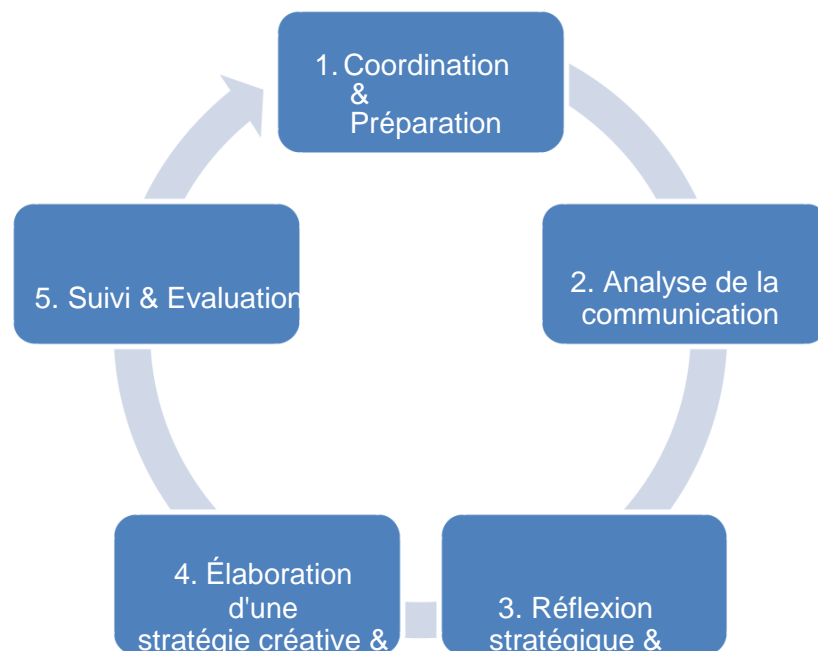 1. Coordination
&
Préparation
2. Analyse de la
communication
3. Réflexion
stratégique &
4. Élaboration
d'une
stratégie créative &
5. Suivi & Evaluation